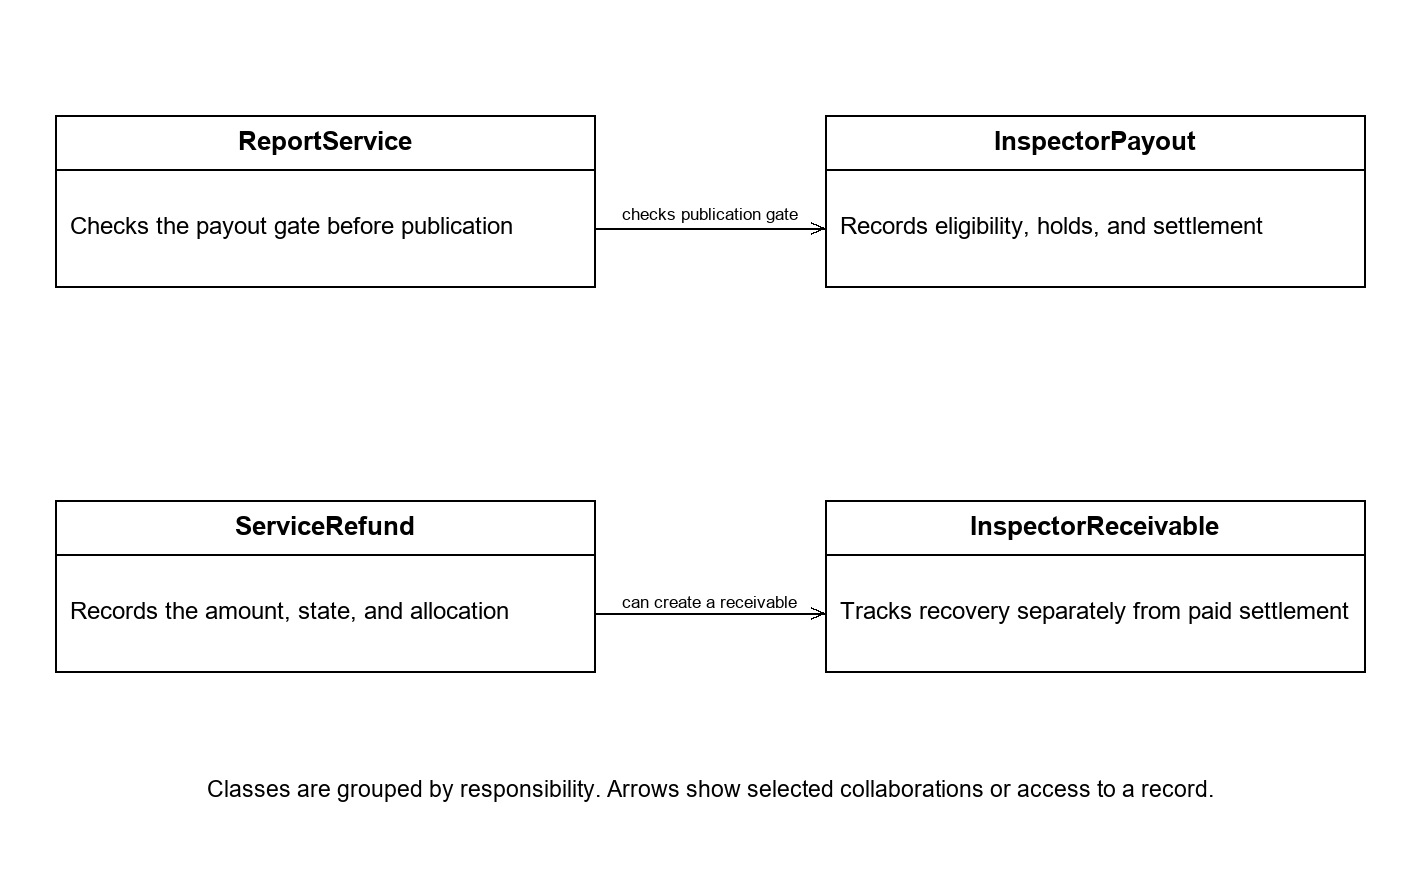 ReportService
Checks the payout gate before publication
checks publication gate
InspectorPayout
Records eligibility, holds, and settlement
ServiceRefund
Records the amount, state, and allocation
can create a receivable
InspectorReceivable
Tracks recovery separately from paid settlement
Classes are grouped by responsibility. Arrows show selected collaborations or access to a record.